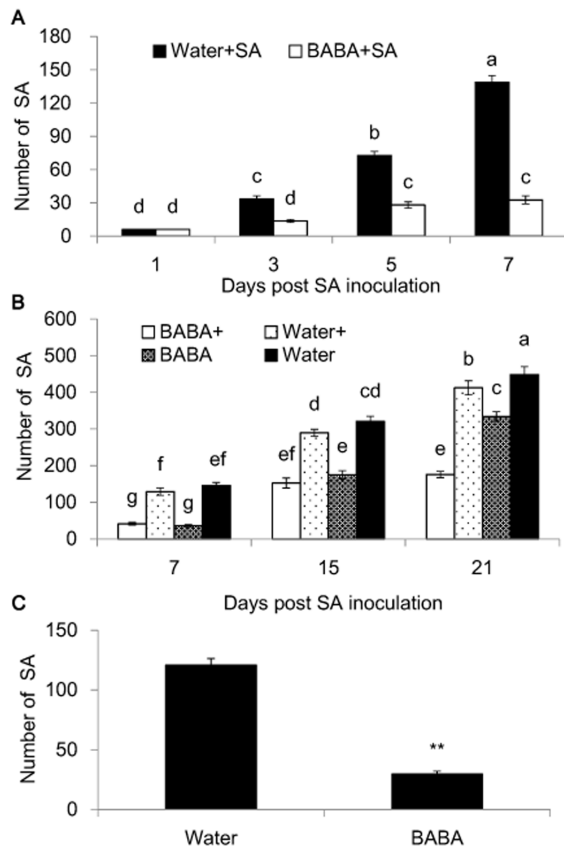 A
180
150
120
90
60
30
0
Number of SA
Water+SA BABA+SA
a
b
c
c
c
d d
d
1 3 5 7
Days post SA inoculation
B
600
500
400
300
200
100
0
Number of SA
BABA+ Water+
BABA Water
g f g ef
ef d e cd
e b c a
7 15 21
Days post SA inoculation
C
150
100
50
0
Number of SA
**
Water BABA